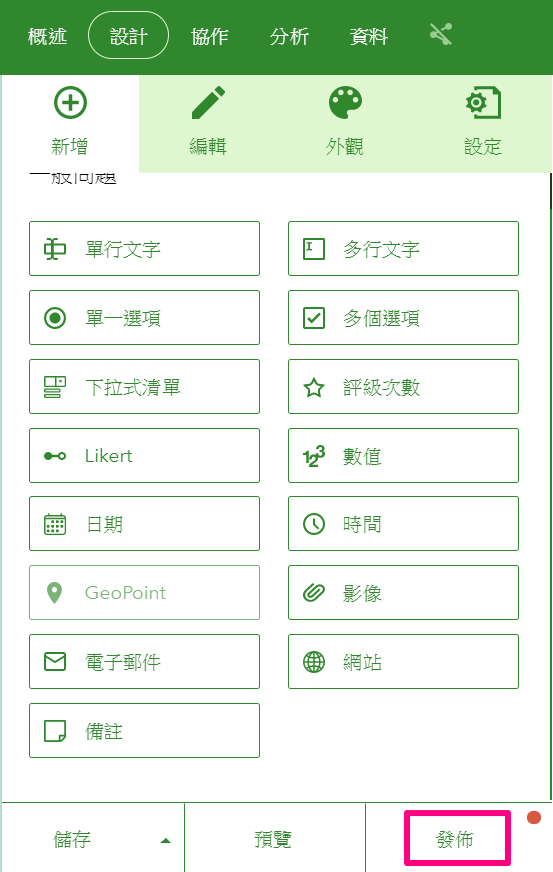 概述 設計 協作 分析 資料
新增 編輯 外觀 設定
一般問題
單行文字 多行文字
單一選項 多個選項
下拉式清單 評級次數
Likert 數值
日期 時間
GeoPoint 影像
電子郵件 網站
備註
儲存 預覽 發佈